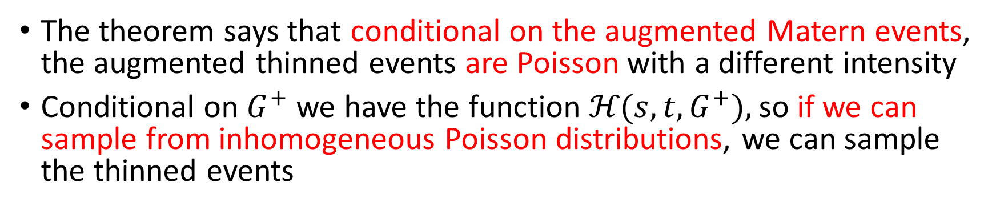 • The theorem says that conditional on the augmented Matern events,
the augmented thinned events are Poisson with a different intensity
• Conditional on 𝐺⁺ we have the function ℋ(𝑠, 𝑡, 𝐺⁺), so if we can
sample from inhomogeneous Poisson distributions, we can sample
the thinned events